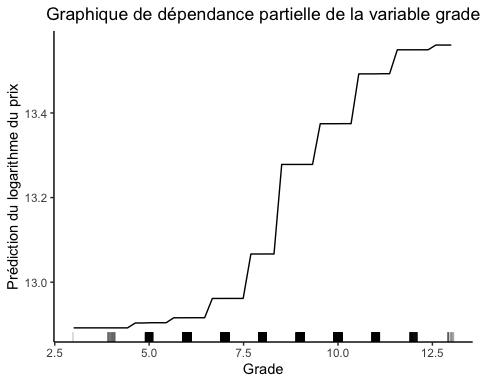 Graphique de dépendance partielle de la variable grade
Prédiction du logarithme du prix
13.4
13.2
13.0
2.5 5.0 7.5 10.0 12.5
Grade